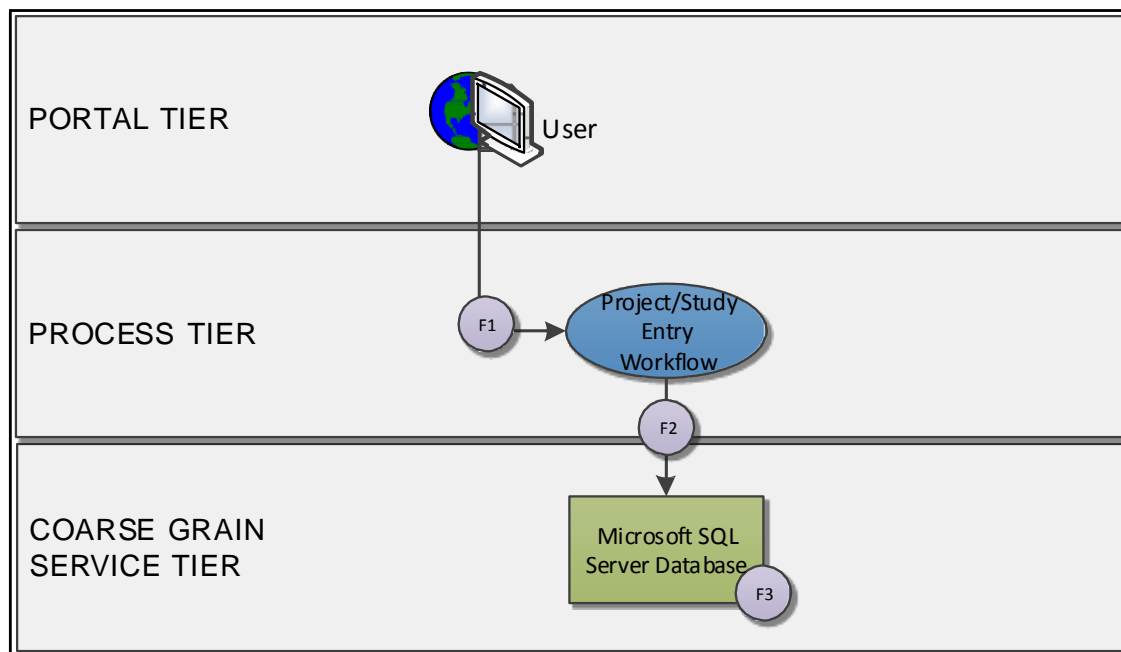 PORTAL TIER
User
PROCESS TIER
F1
Project/Study
Entry
Workflow
F2
COARSE GRAIN
SERVICE TIER
Microsoft SQL
Server Database
F3